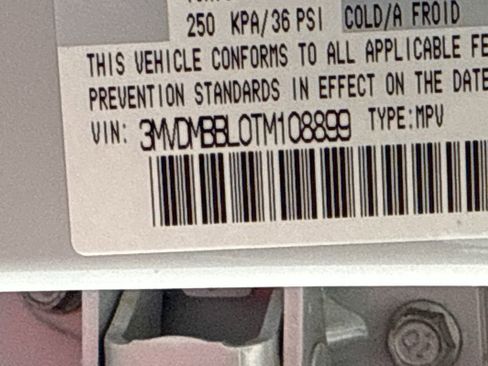 250 KPA/36 PSI COLD/A FROID
THIS VEHICLE CONFORMS TO ALL APPLICABLE FE
PREVENTION STANDARDS IN EFFECT ON THE DATE
VIN: 3MVDMBBL0TM108899 TYPE:MPV